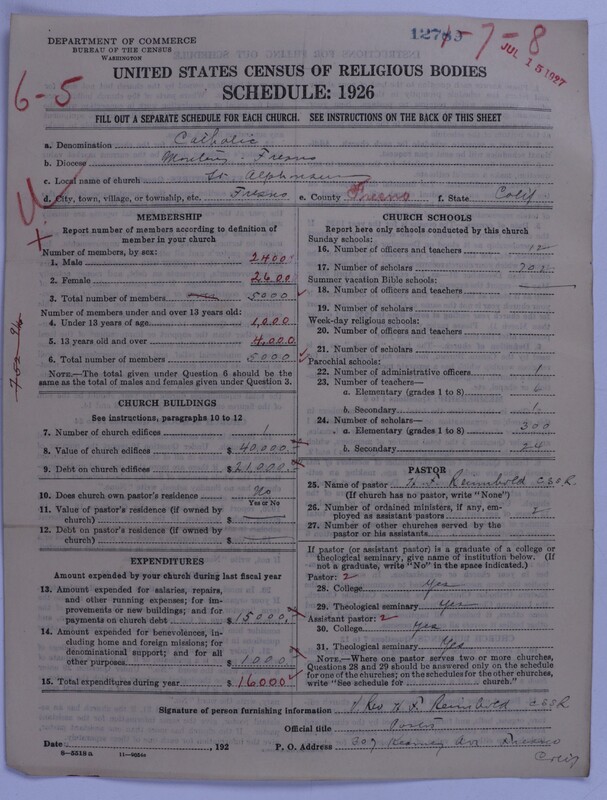 DEPARTMENT OF COMMERCE
BUREAU OF THE CENSUS
WASHINGTON
7-8
JUL 15 1927
6-5
UNITED STATES CENSUS OF RELIGIOUS BODIES
SCHEDULE: 1926
FILL OUT A SEPARATE SCHEDULE FOR EACH CHURCH. SEE INSTRUCTIONS ON THE BACK OF THIS SHEET
a. Denomination Catholic
b. Diocese Fresno
c. Local name of church St. Alphonsus
d. City, town, village, or township, etc. Fresno e. County Fresno f. State Calif
MEMBERSHIP
Report number of members according to definition of
member in your church
Number of members, by sex:
1. Male 2400
2. Female 2600
3. Total number of members 5000
Number of members under and over 13 years old:
4. Under 13 years of age 1,000
5. 13 years old and over 4,000
6. Total number of members 5000
NOTE.—The total given under Question 6 should be the
same as the total of males and females given under Question 3.
CHURCH BUILDINGS
See instructions, paragraphs 10 to 12
7. Number of church edifices 1
8. Value of church edifices $ 40,000
9. Debt on church edifices $ 21,000
10. Does church own pastor's residence No
Yes or No
11. Value of pastor's residence (if owned by
church) $
12. Debt on pastor's residence (if owned by
church) $
EXPENDITURES
Amount expended by your church during last fiscal year
13. Amount expended for salaries, repairs,
and other running expenses; for im-
provements or new buildings; and for
payments on church debt $ 15000
14. Amount expended for benevolences, in-
cluding home and foreign missions; for
denominational support; and for all
other purposes $ 1000
15. Total expenditures during year $ 16000
CHURCH SCHOOLS
Report here only schools conducted by this church
Sunday schools:
16. Number of officers and teachers 12
17. Number of scholars
Summer vacation Bible schools:
18. Number of officers and teachers
19. Number of scholars
Week-day religious schools:
20. Number of officers and teachers
21. Number of scholars
Parochial schools:
22. Number of administrative officers 1
23. Number of teachers—
a. Elementary (grades 1 to 8) 6
b. Secondary 1
24. Number of scholars—
a. Elementary (grades 1 to 8) 300
b. Secondary 24
PASTOR
25. Name of pastor H. F. Reimbold C.SS.R.
(If church has no pastor, write "None")
26. Number of ordained ministers, if any, em-
ployed as assistant pastors 2
27. Number of other churches served by the
pastor or his assistants
If pastor (or assistant pastor) is a graduate of a college or
theological seminary, give name of institution below. (If
not a graduate, write "No" in the space indicated.)
Pastor: 2
28. College Yes
29. Theological seminary Yes
Assistant pastor: 2
30. College Yes
31. Theological seminary Yes
NOTE.—Where one pastor serves two or more churches,
Questions 28 and 29 should be answered only on the schedule
for one of the churches; on the schedules for the other churches,
write "See schedule for church."
Signature of person furnishing information Rev H F Reimbold C.SS.R
Official title Pastor
Date , 192 P. O. Address 307 Kearney Ave Fresno
Calif
8-5518a 11-9054c